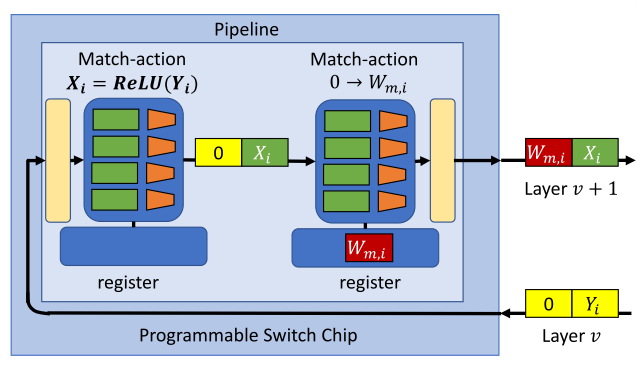 Pipeline
Match-action
X_i = ReLU(Y_i)
Match-action
0 → W_{m,i}
0 X_i
W_{m,i} X_i
Layer v + 1
W_{m,i}
register
register
0 Y_i
Programmable Switch Chip
Layer v